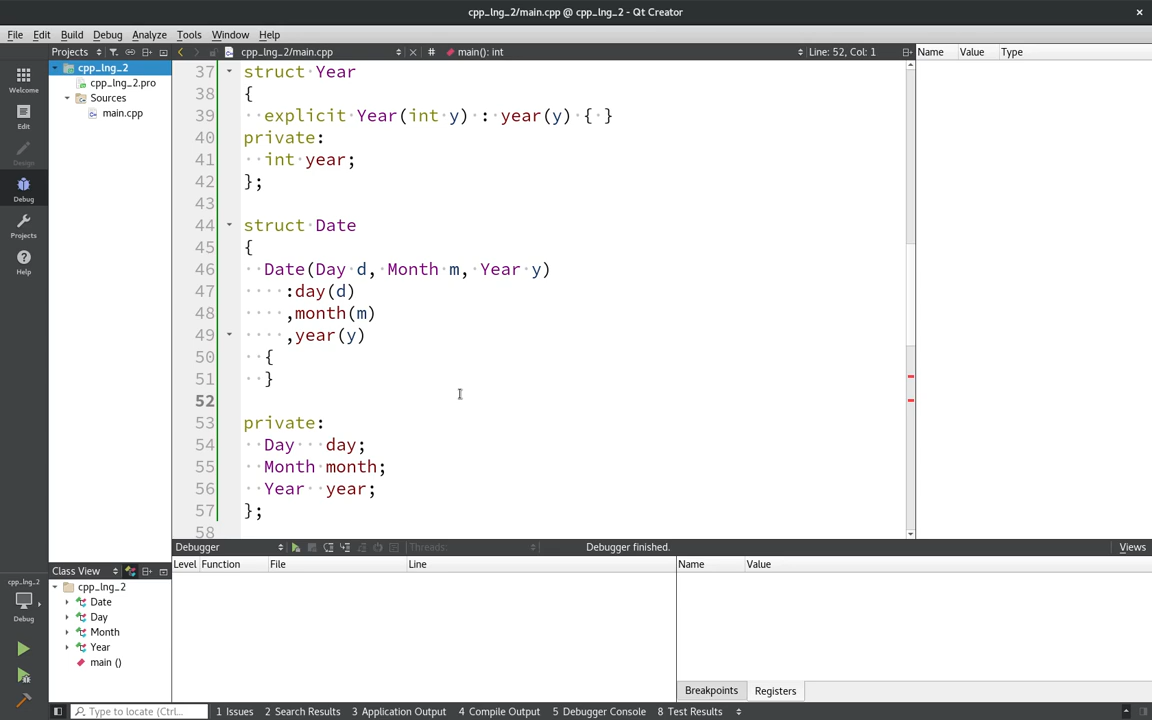 cpp_lng_2/main.cpp @ cpp_lng_2 - Qt Creator
File Edit Build Debug Analyze Tools Window Help
Projects cpp_lng_2/main.cpp # main(): int Line: 52, Col: 1 Name Value Type
cpp_lng_2
cpp_lng_2.pro
Sources
main.cpp
Welcome
Edit
Design
Debug
Projects
Help
37 struct·Year
38 {
39 ··explicit·Year(int·y)·:·year(y)·{·}
40 private:
41 ··int·year;
42 };
43
44 struct·Date
45 {
46 ··Date(Day·d,·Month·m,·Year·y)
47 ····:day(d)
48 ····,month(m)
49 ····,year(y)
50 ··{
51 ··}
52
53 private:
54 ··Day···day;
55 ··Month·month;
56 ··Year··year;
57 };
58
Debugger Threads: Debugger finished. Views
Level Function File Line Name Value
Class View
cpp_lng_2
Date
Day
Month
Year
main ()
cpp_lng_2
Debug
Breakpoints Registers
Type to locate (Ctrl... 1 Issues 2 Search Results 3 Application Output 4 Compile Output 5 Debugger Console 8 Test Results